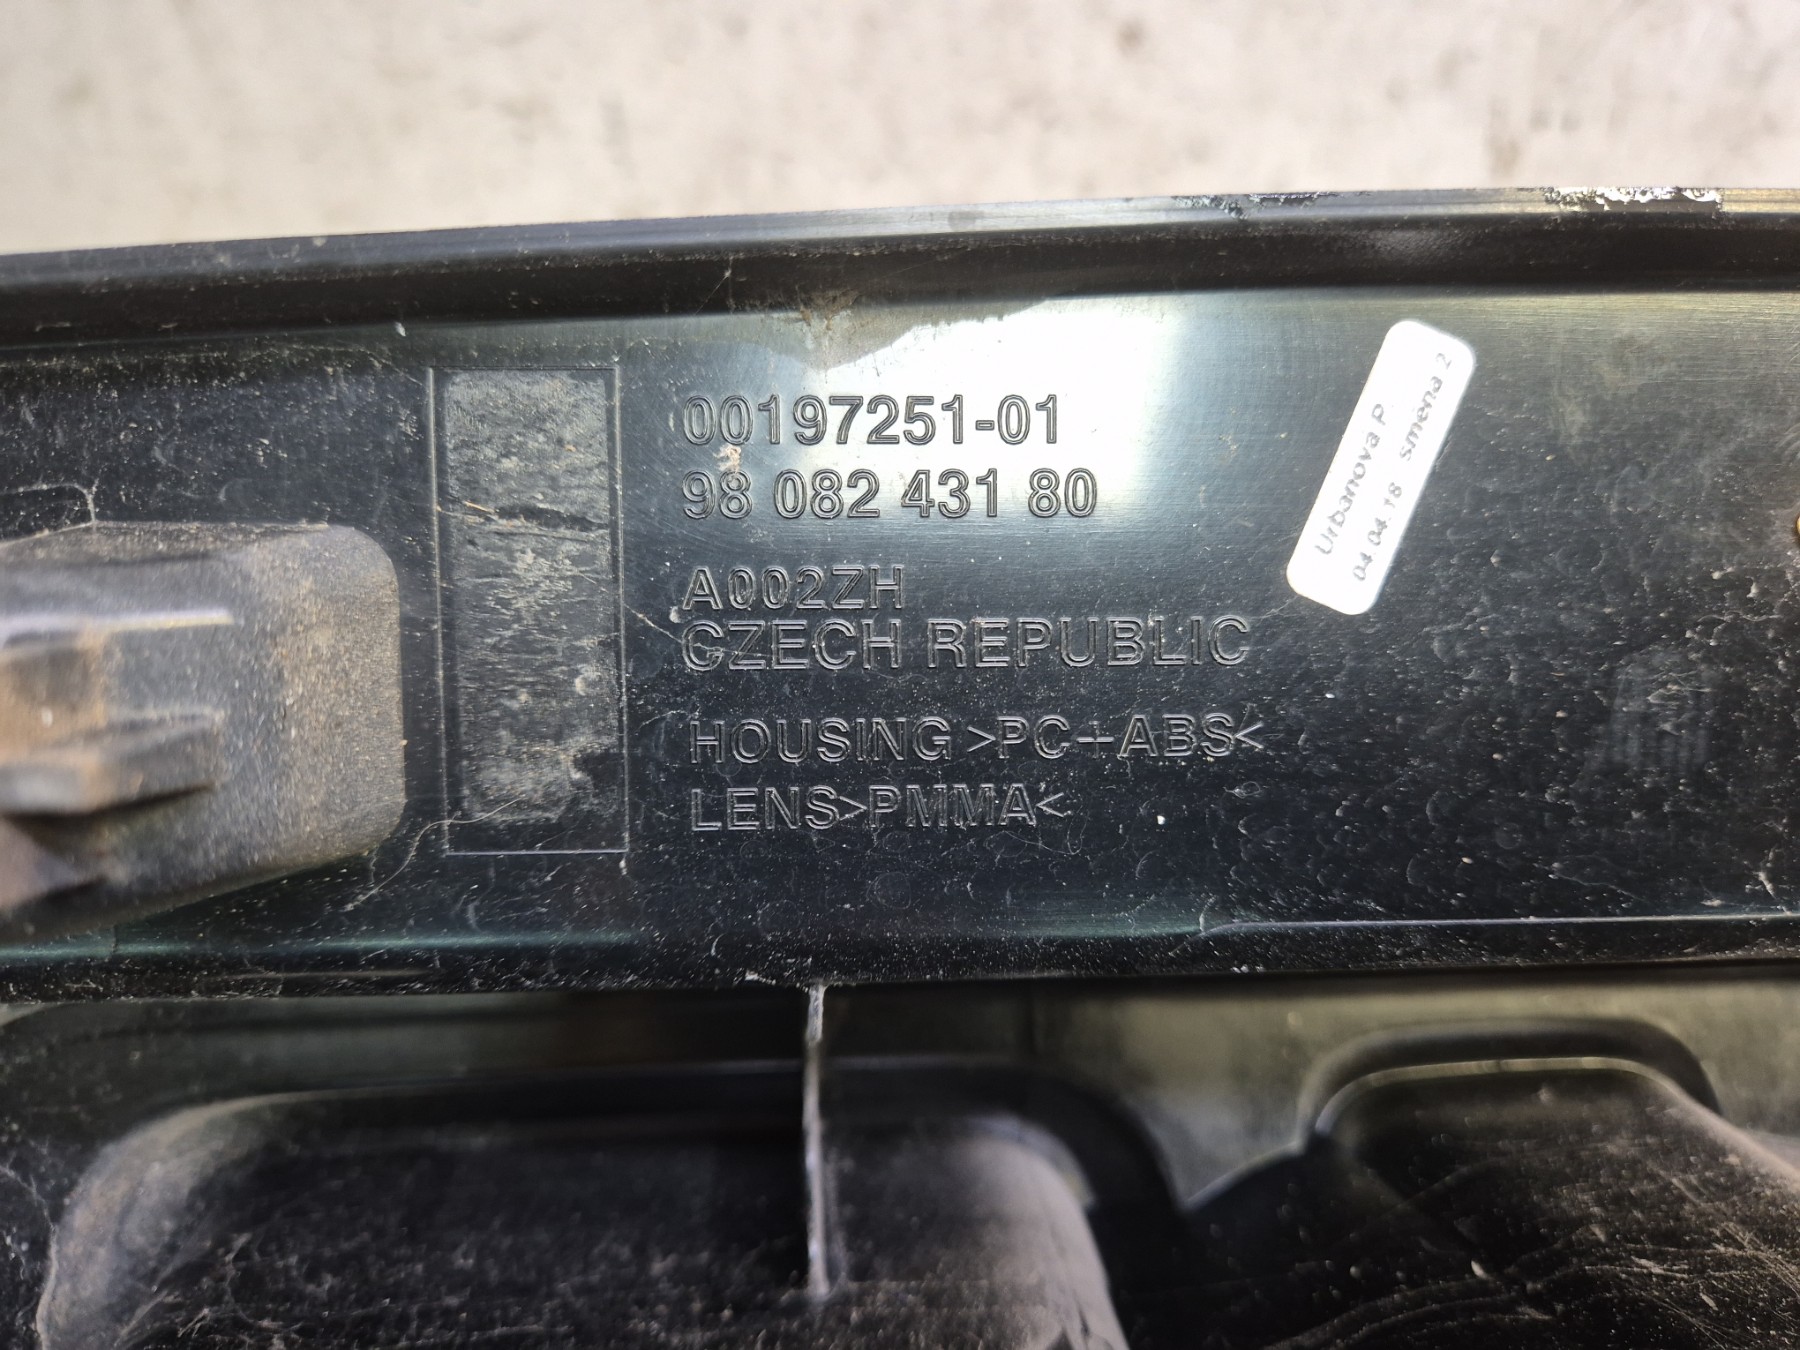 00197251-01
98 082 431 80
A002ZH
CZECH REPUBLIC
HOUSING >PC+ABS<
LENS>PMMA<
Urbanova P
04.04.18 smena 2